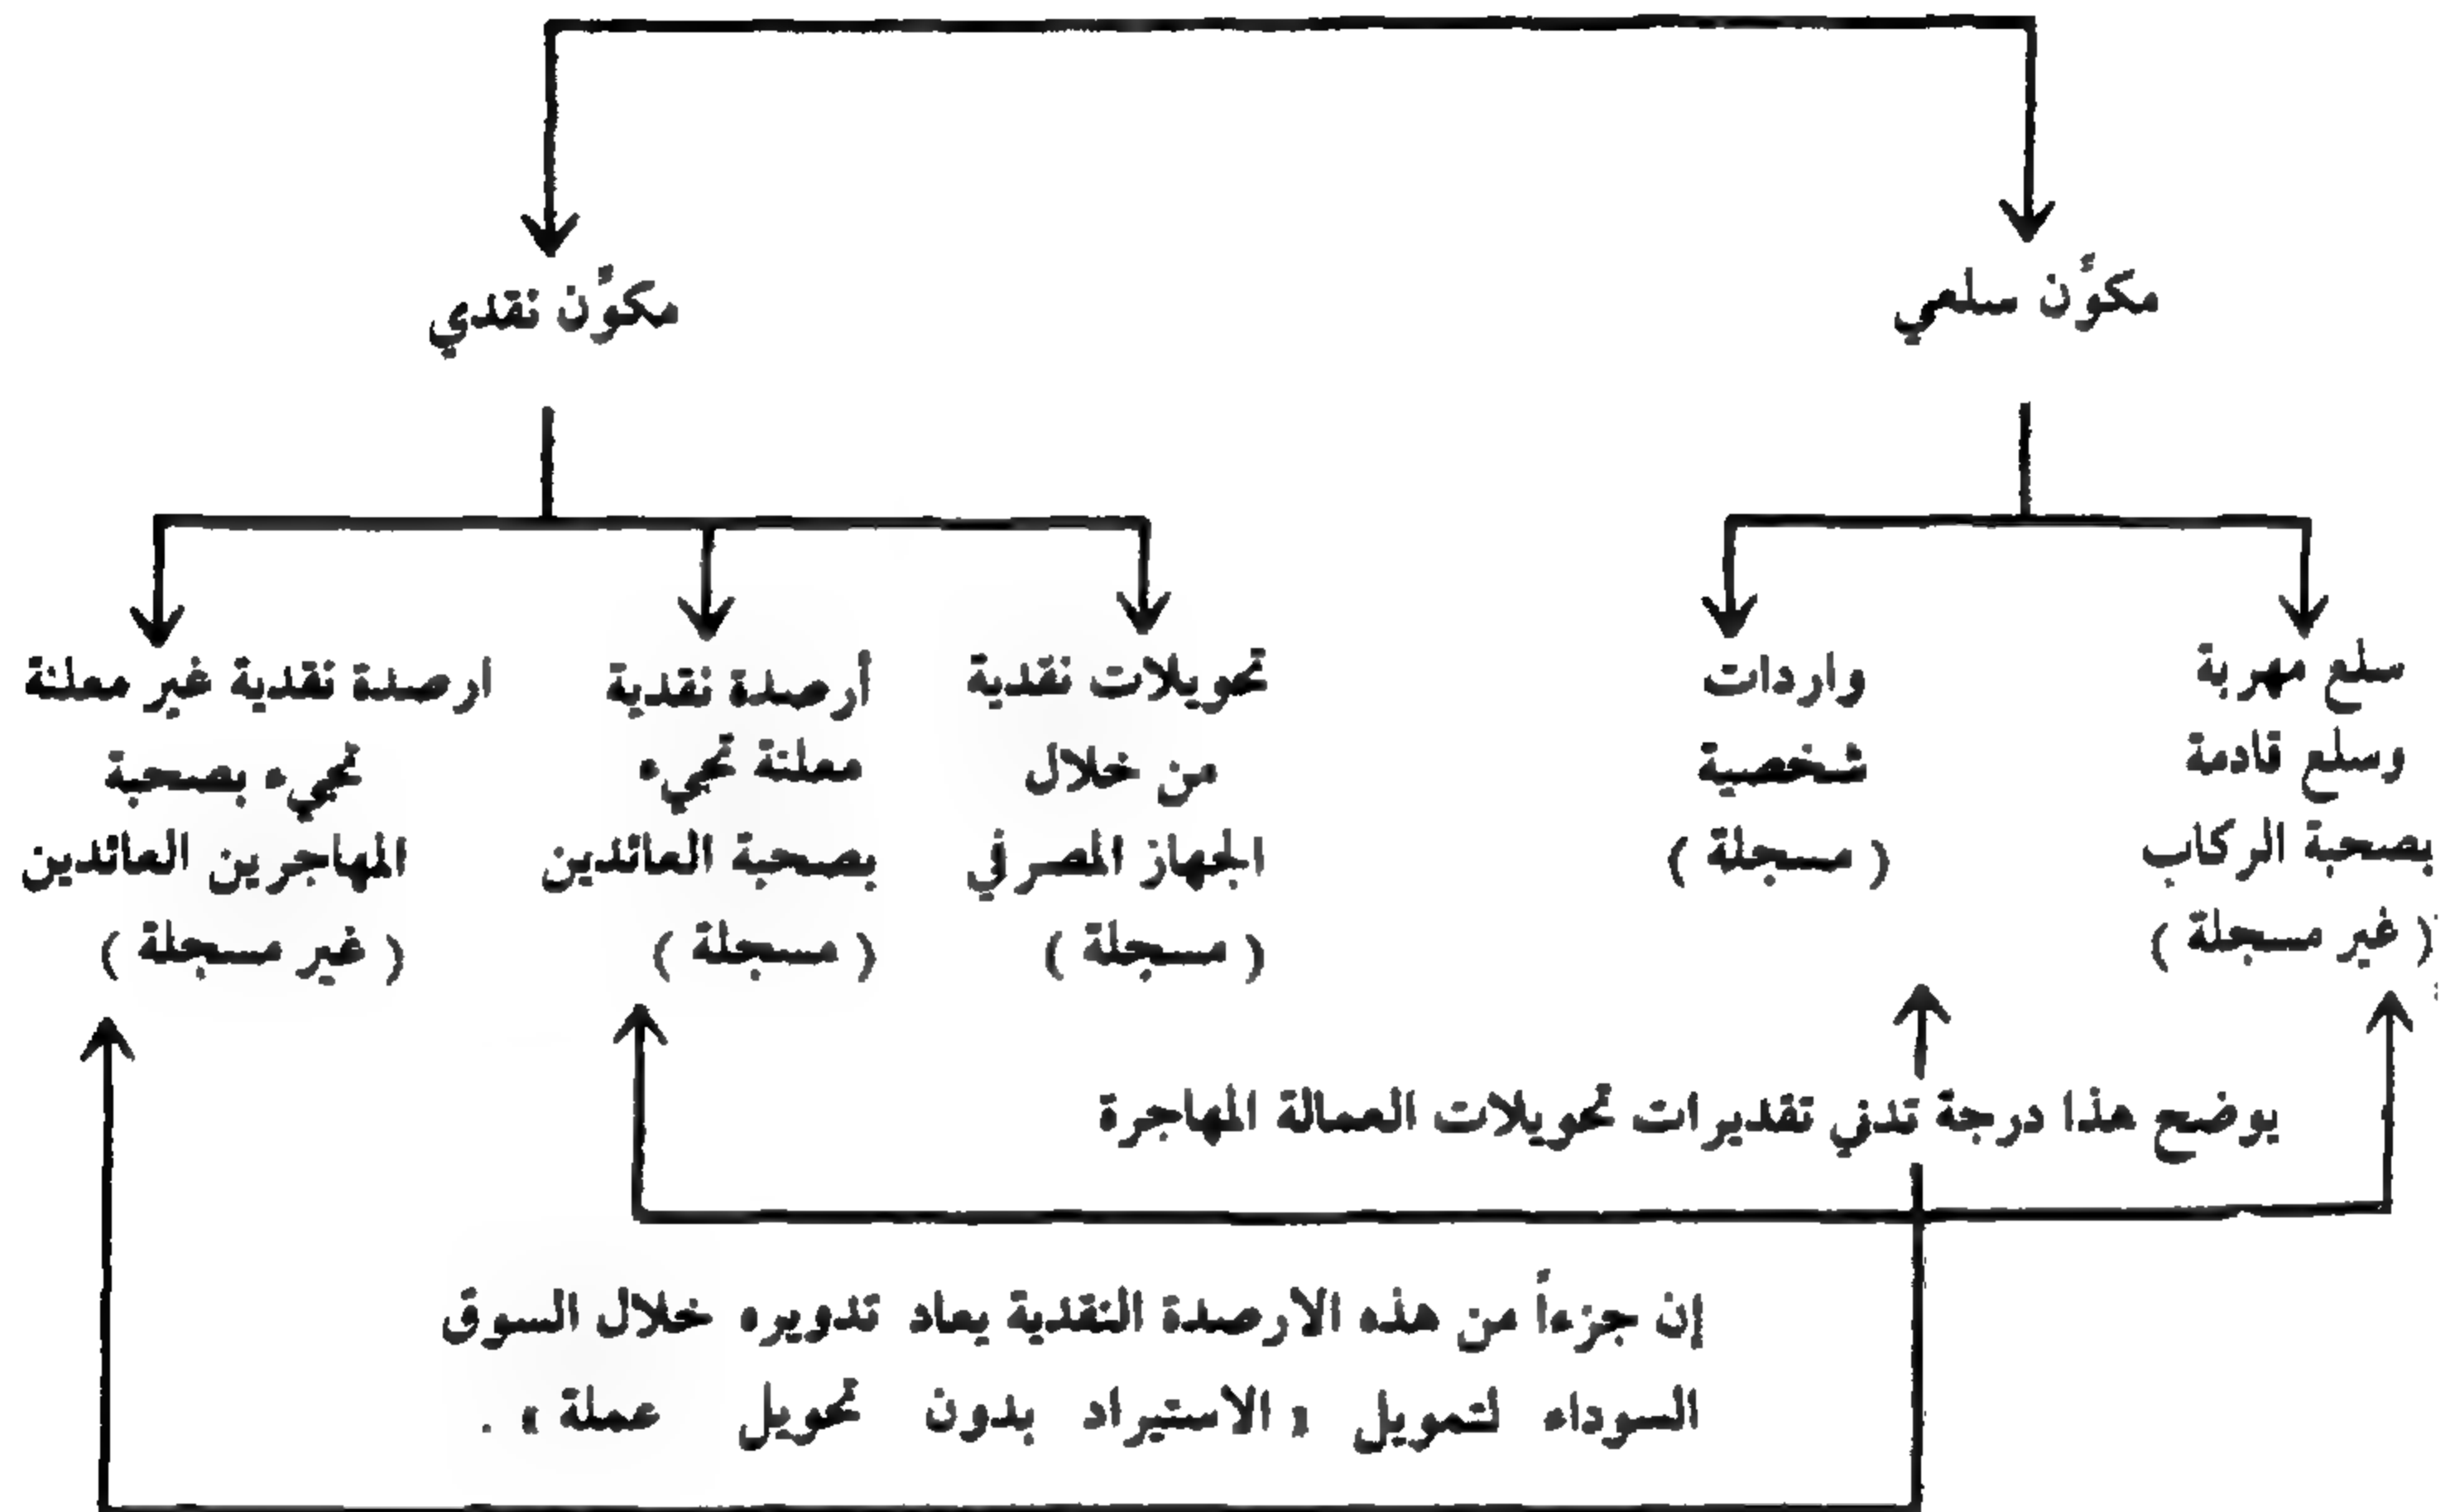 مكوّن سلعي
مكوّن نقدي
سلع مهربة
وسلع قادمة
بصحبة الركاب
(غير مسجلة)
واردات
شخصية
(مسجلة)
تحويلات نقدية
من خلال
الجهاز المصرفي
(مسجلة)
أرصدة نقدية
معلنة تجيء
بصحبة العائدين
(مسجلة)
ارصدة نقدية غير معلنة
تجيء بصحبة
المهاجرين العائدين
(غير مسجلة)
يوضح هذا درجة تدني تقديرات تحويلات العمالة المهاجرة
إن جزءاً من هذه الارصدة النقدية يعاد تدويره خلال السوق
السوداء لتمويل «الاستيراد بدون تحويل عملة» .